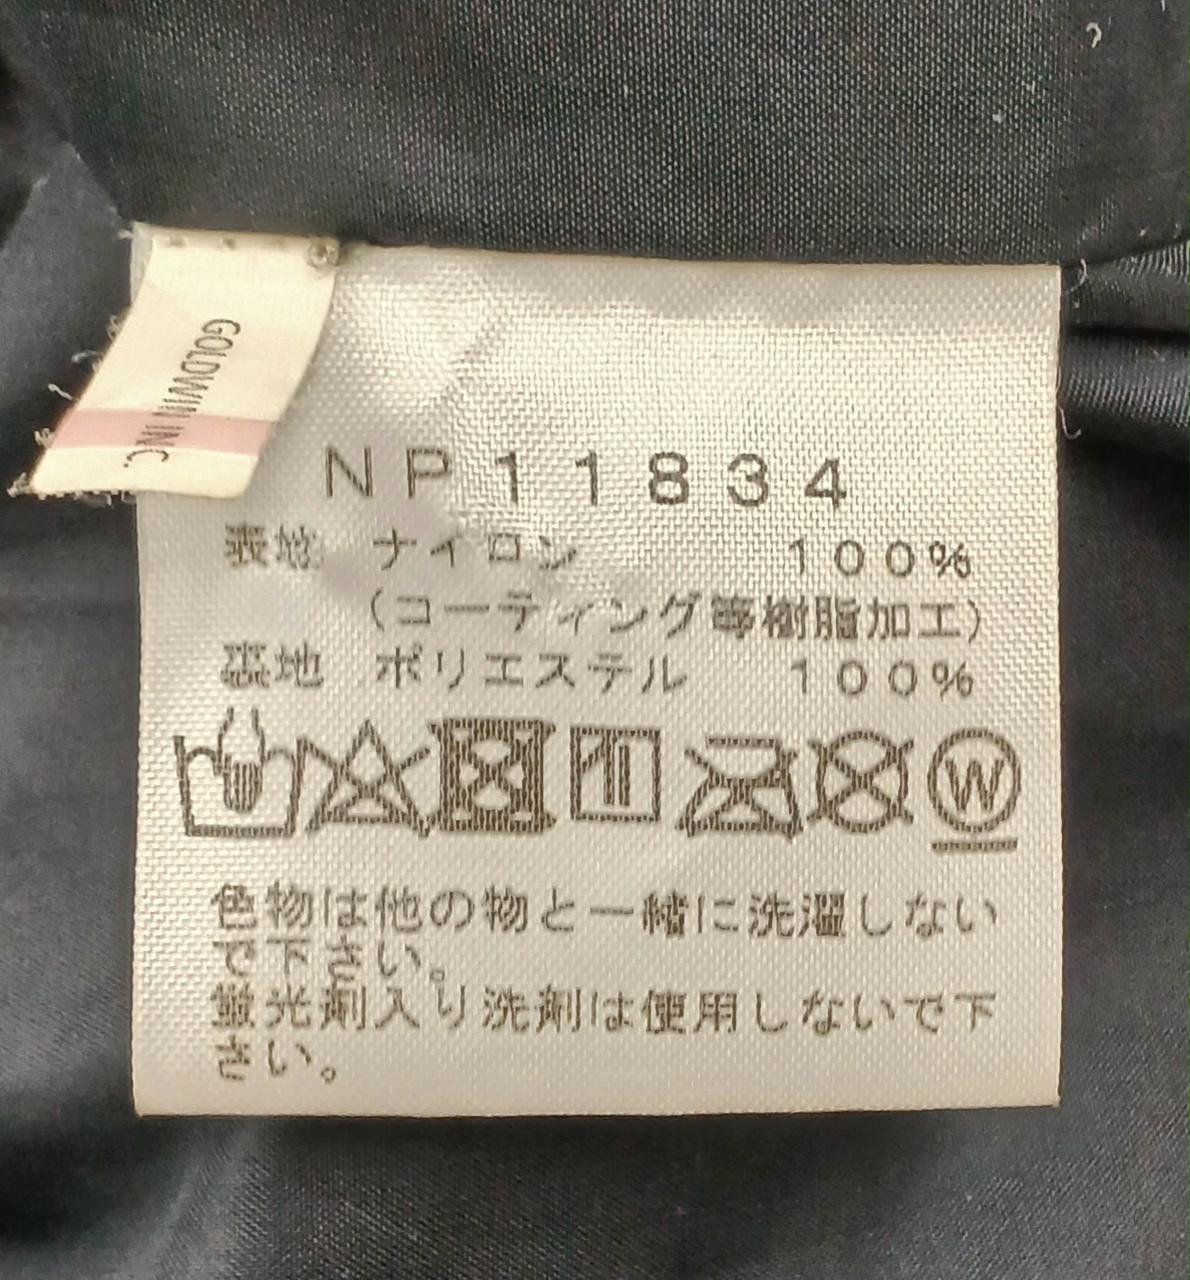 GOLDWIN INC.
NP11834
表地 ナイロン 100%
(コーティング等樹脂加工)
裏地 ポリエステル 100%
W
色物は他の物と一緒に洗濯しない
で下さい。
蛍光剤入り洗剤は使用しないで下
さい。